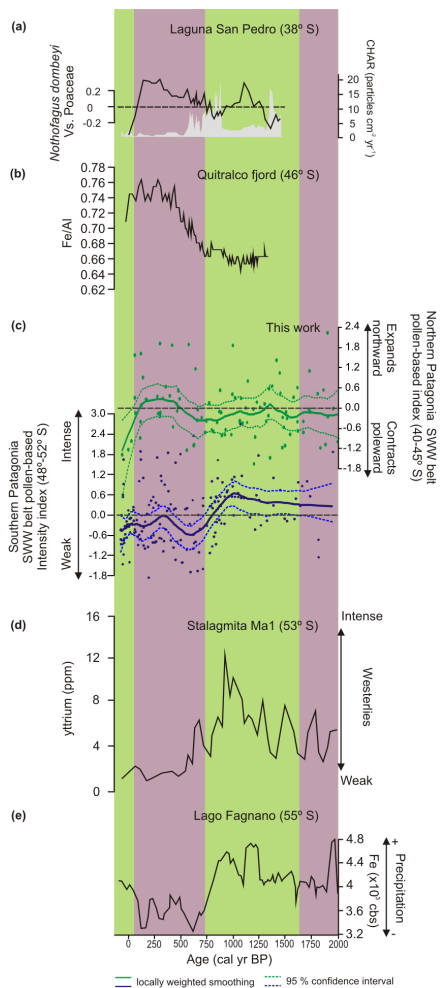 (a)
Laguna San Pedro (38º S)
Nothofagus dombeyi
Vs. Poaceae
0.2
0
-0.2
20
15
10
5
0
CHAR (particles cm⁻² yr⁻¹)
(b)
Quitralco fjord (46º S)
Fe/Al
0.78
0.76
0.74
0.72
0.70
0.68
0.66
0.64
0.62
(c)
This work
2.4
1.8
1.2
0.6
0.0
-0.6
-1.2
-1.8
Expands
northward
Contracts
poleward
Northern Patagonia SWW belt
pollen-based index (40-45º S)
Southern Patagonia (48º-52º S)
SWW belt pollen-based
Intensity index
Intense
Weak
3.0
2.4
1.8
1.2
0.6
0.0
-0.6
-1.2
-1.8
(d)
Stalagmita Ma1 (53º S)
yttrium (ppm)
16
12
8
4
0
Intense
Westerlies
Weak
(e)
Lago Fagnano (55º S)
4.8
4.4
4
3.6
3.2
Fe (x10³ cbs)
+
Precipitation
-
0
250
500
750
1000
1250
1500
1750
2000
Age (cal yr BP)
locally weighted smoothing
95 % confidence interval